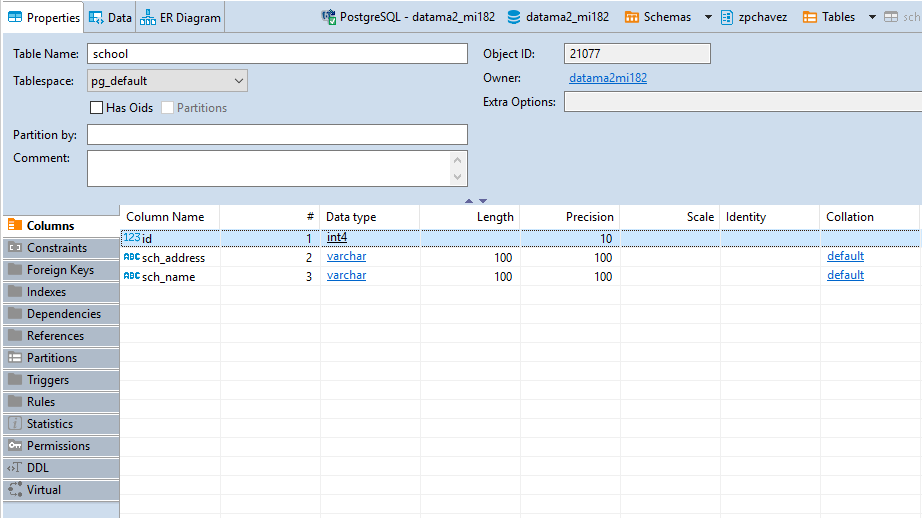 Properties Data ER Diagram PostgreSQL - datama2_mi182 datama2_mi182 Schemas zpchavez Tables sch
Table Name: school Object ID: 21077
Tablespace: pg_default Owner: datama2mi182
Has Oids Partitions Extra Options:
Partition by:
Comment:
Columns
Constraints
Foreign Keys
Indexes
Dependencies
References
Partitions
Triggers
Rules
Statistics
Permissions
DDL
Virtual
Column Name # Data type Length Precision Scale Identity Collation
123 id 1 int4 10
ABC sch_address 2 varchar 100 100 default
ABC sch_name 3 varchar 100 100 default